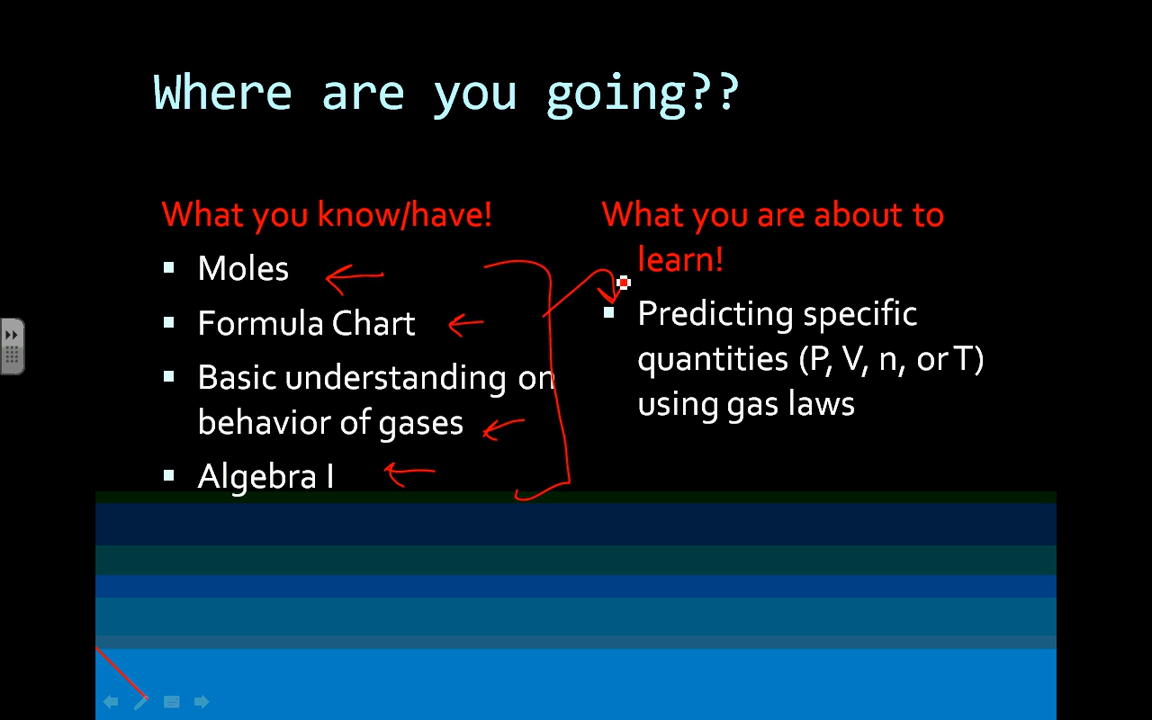 Where are you going??
What you know/have!
▪ Moles
▪ Formula Chart
▪ Basic understanding on
behavior of gases
▪ Algebra I
What you are about to
learn!
▪ Predicting specific
quantities (P, V, n, or T)
using gas laws